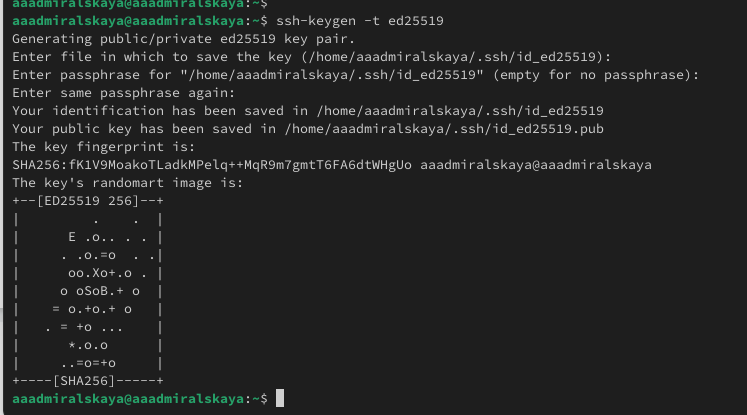 aaadmiralskaya@aaadmiralskaya:~$
aaadmiralskaya@aaadmiralskaya:~$ ssh-keygen -t ed25519
Generating public/private ed25519 key pair.
Enter file in which to save the key (/home/aaadmiralskaya/.ssh/id_ed25519):
Enter passphrase for "/home/aaadmiralskaya/.ssh/id_ed25519" (empty for no passphrase):
Enter same passphrase again:
Your identification has been saved in /home/aaadmiralskaya/.ssh/id_ed25519
Your public key has been saved in /home/aaadmiralskaya/.ssh/id_ed25519.pub
The key fingerprint is:
SHA256:fK1V9MoakoTLadkMPelq++MqR9m7gmtT6FA6dtWHgUo aaadmiralskaya@aaadmiralskaya
The key's randomart image is:
+--[ED25519 256]--+
|         .    .  |
|      E .o.. . . |
|     . .o.=o  . .|
|      oo.Xo+.o . |
|     o oSoB.+ o  |
|    = o.+o.+ o   |
|   . = +o ...    |
|      *.o.o      |
|     ..=o=+o     |
+----[SHA256]-----+
aaadmiralskaya@aaadmiralskaya:~$